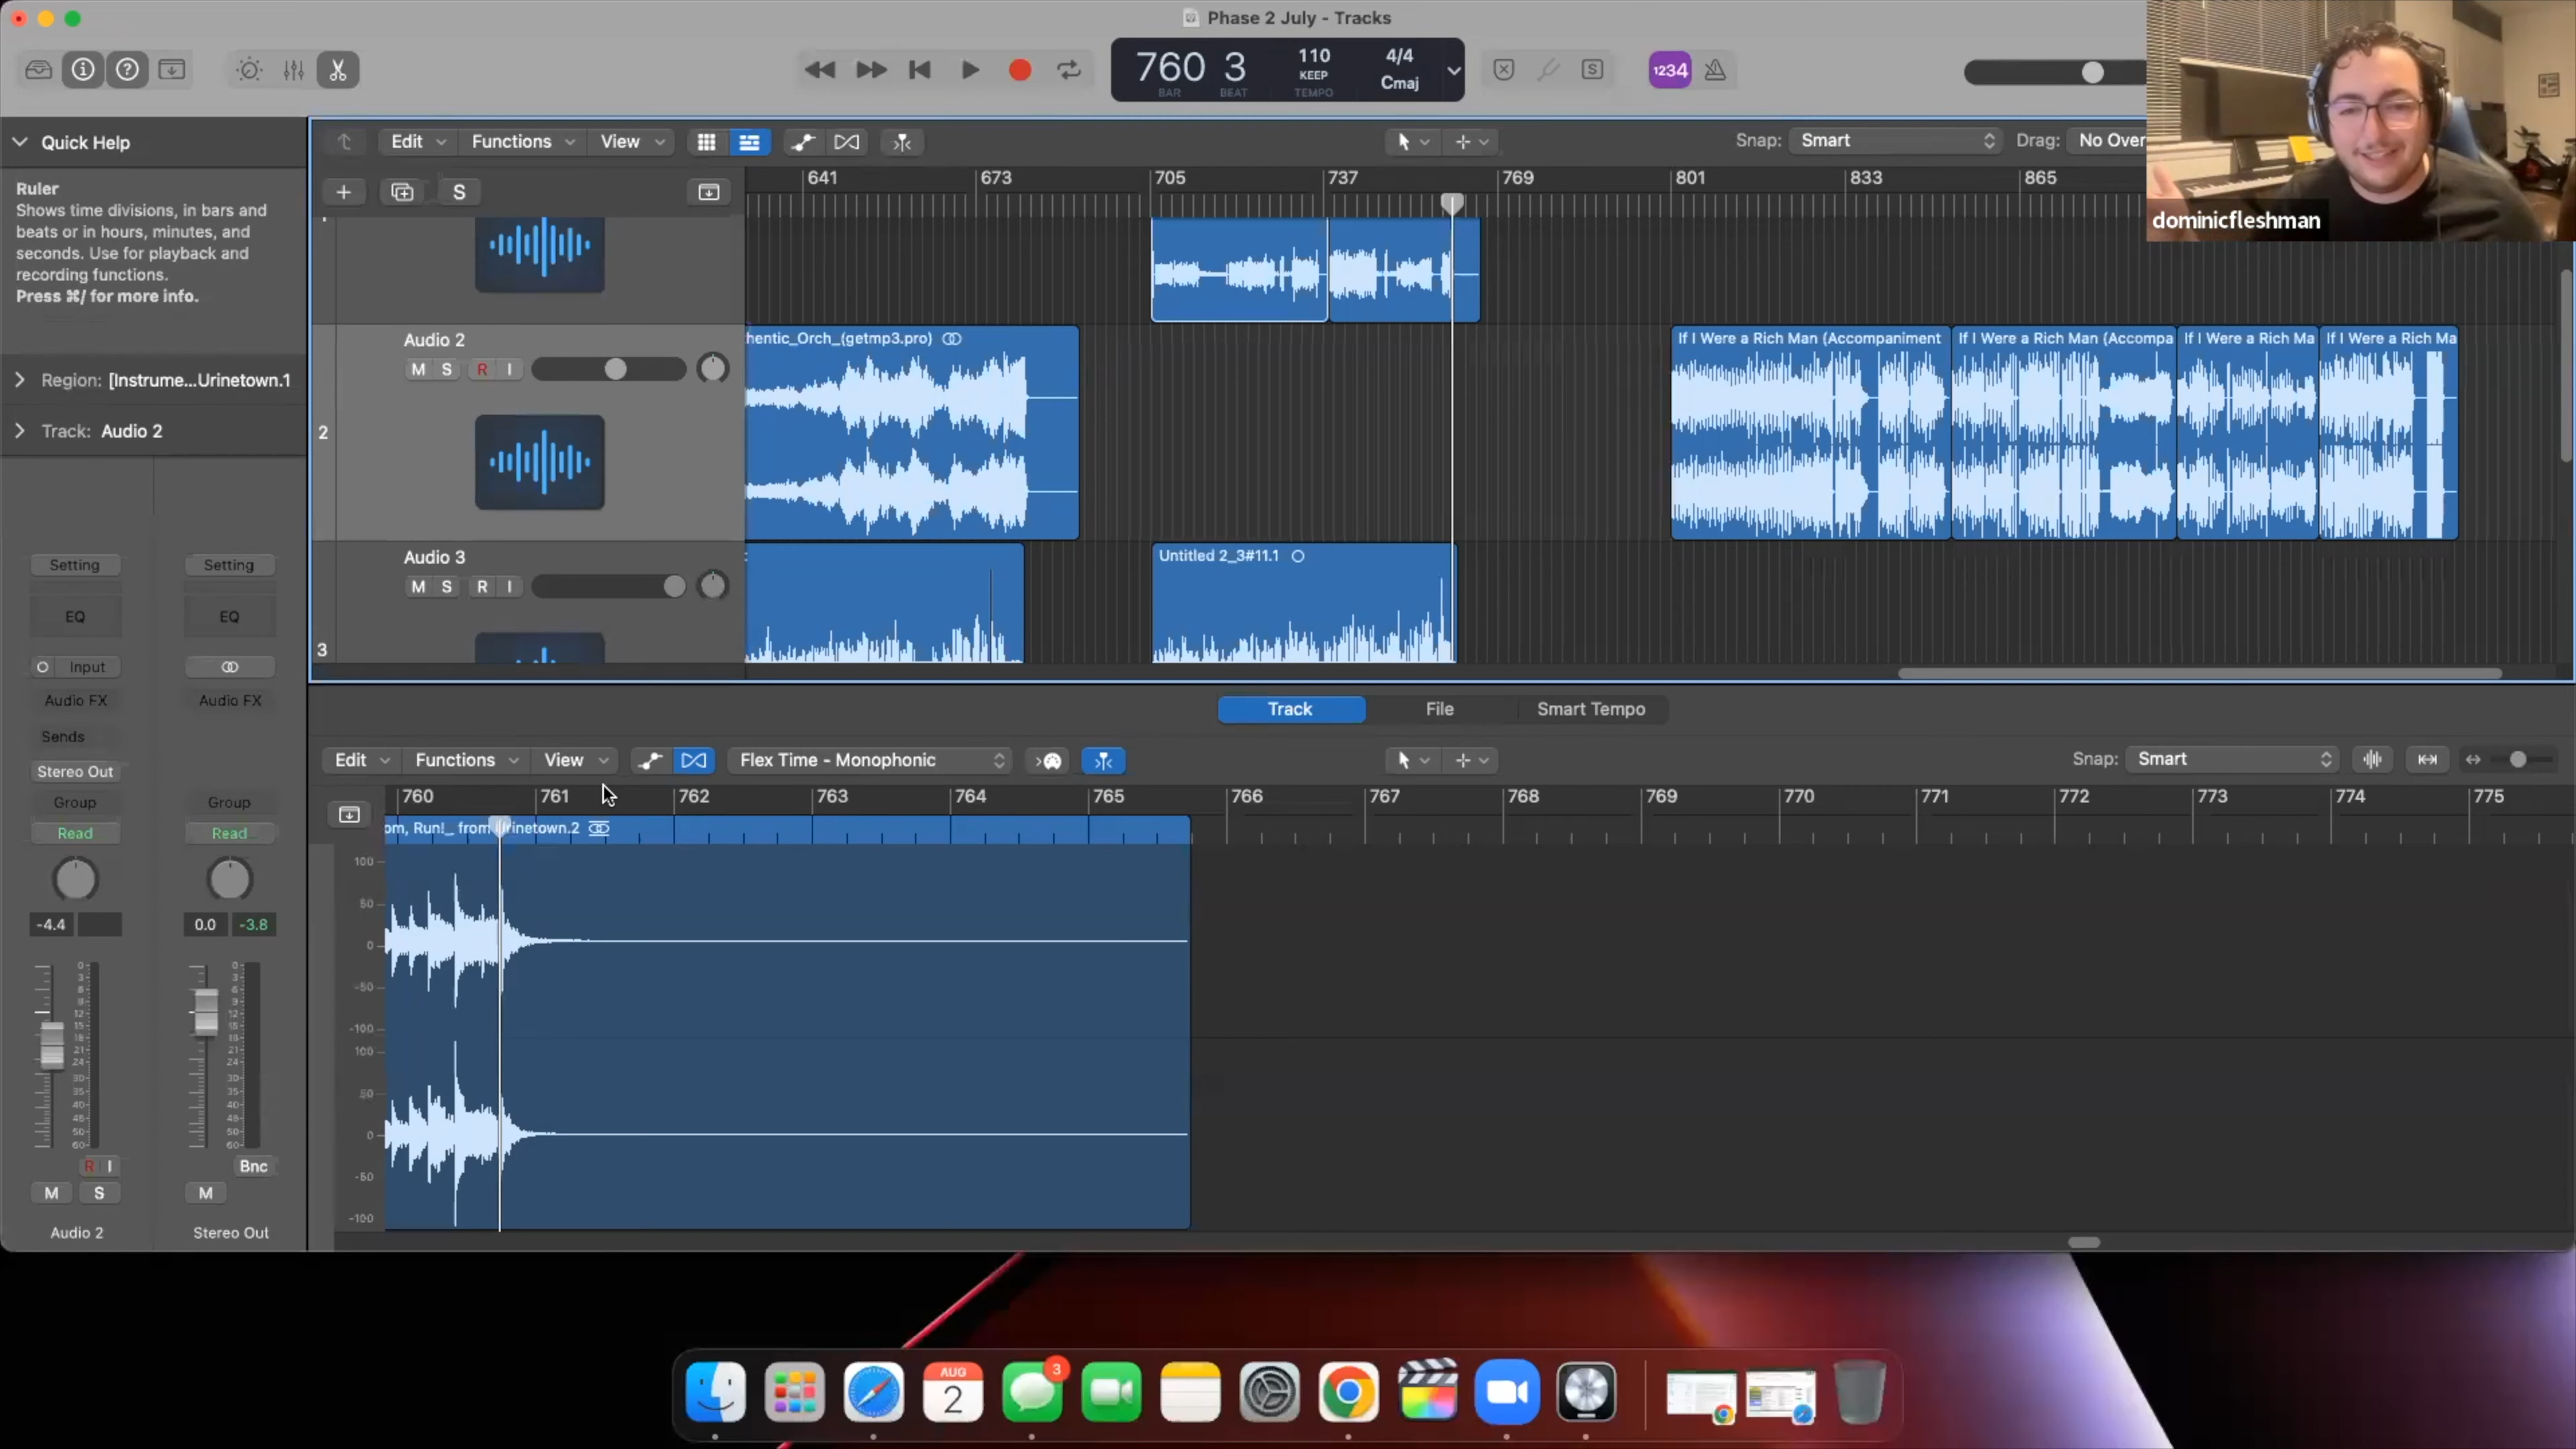 Phase 2 July - Tracks
760 3
BAR BEAT
110
KEEP
TEMPO
4/4
Cmaj
S
1234
dominicfleshman
Quick Help
Ruler
Shows time divisions, in bars and
beats or in hours, minutes, and
seconds. Use for playback and
recording functions.
Press ⌘/ for more info.
Region: [Instrume...Urinetown.1
Track: Audio 2
Edit Functions View
Snap: Smart Drag: No Over
S
641 673 705 737 769 801 833 865
Audio 2
M S R I
2
hentic_Orch_(getmp3.pro)
If I Were a Rich Man (Accompaniment
If I Were a Rich Man (Accompa
If I Were a Rich Ma
If I Were a Rich Ma
Audio 3
M S R I
3
Untitled 2_3#11.1
Setting Setting
EQ EQ
Input
Audio FX Audio FX
Sends
Stereo Out
Group Group
Read Read
-4.4 0.0 -3.8
R I Bnc
M S M
Audio 2 Stereo Out
Track File Smart Tempo
Edit Functions View Flex Time - Monophonic Snap: Smart
760 761 762 763 764 765 766 767 768 769 770 771 772 773 774 775
om, Run!_ from Urinetown.2
100
50
0
-50
-100
100
50
0
-50
-100
AUG
2
3